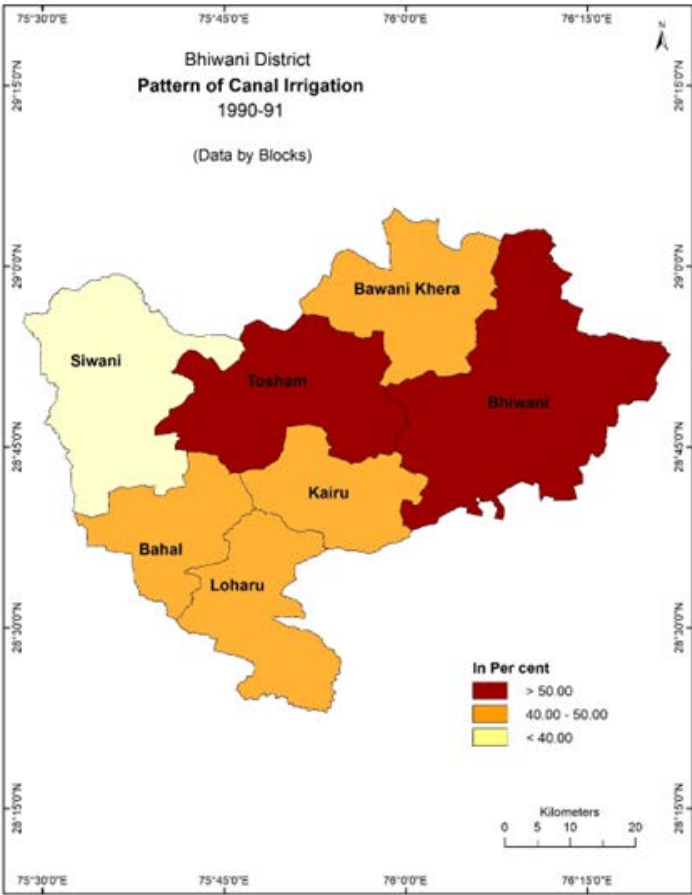 75°30'0"E 75°45'0"E 76°0'0"E 76°15'0"E
N
Bhiwani District
Pattern of Canal Irrigation
1990-91
(Data by Blocks)
29°15'0"N 29°15'0"N
29°0'0"N 29°0'0"N
Bawani Khera
Siwani
Tosham
Bhiwani
28°45'0"N 28°45'0"N
Kairu
Bahal
Loharu
28°30'0"N 28°30'0"N
In Per cent
> 50.00
40.00 - 50.00
< 40.00
28°15'0"N 28°15'0"N
Kilometers
0 5 10 20
75°30'0"E 75°45'0"E 76°0'0"E 76°15'0"E